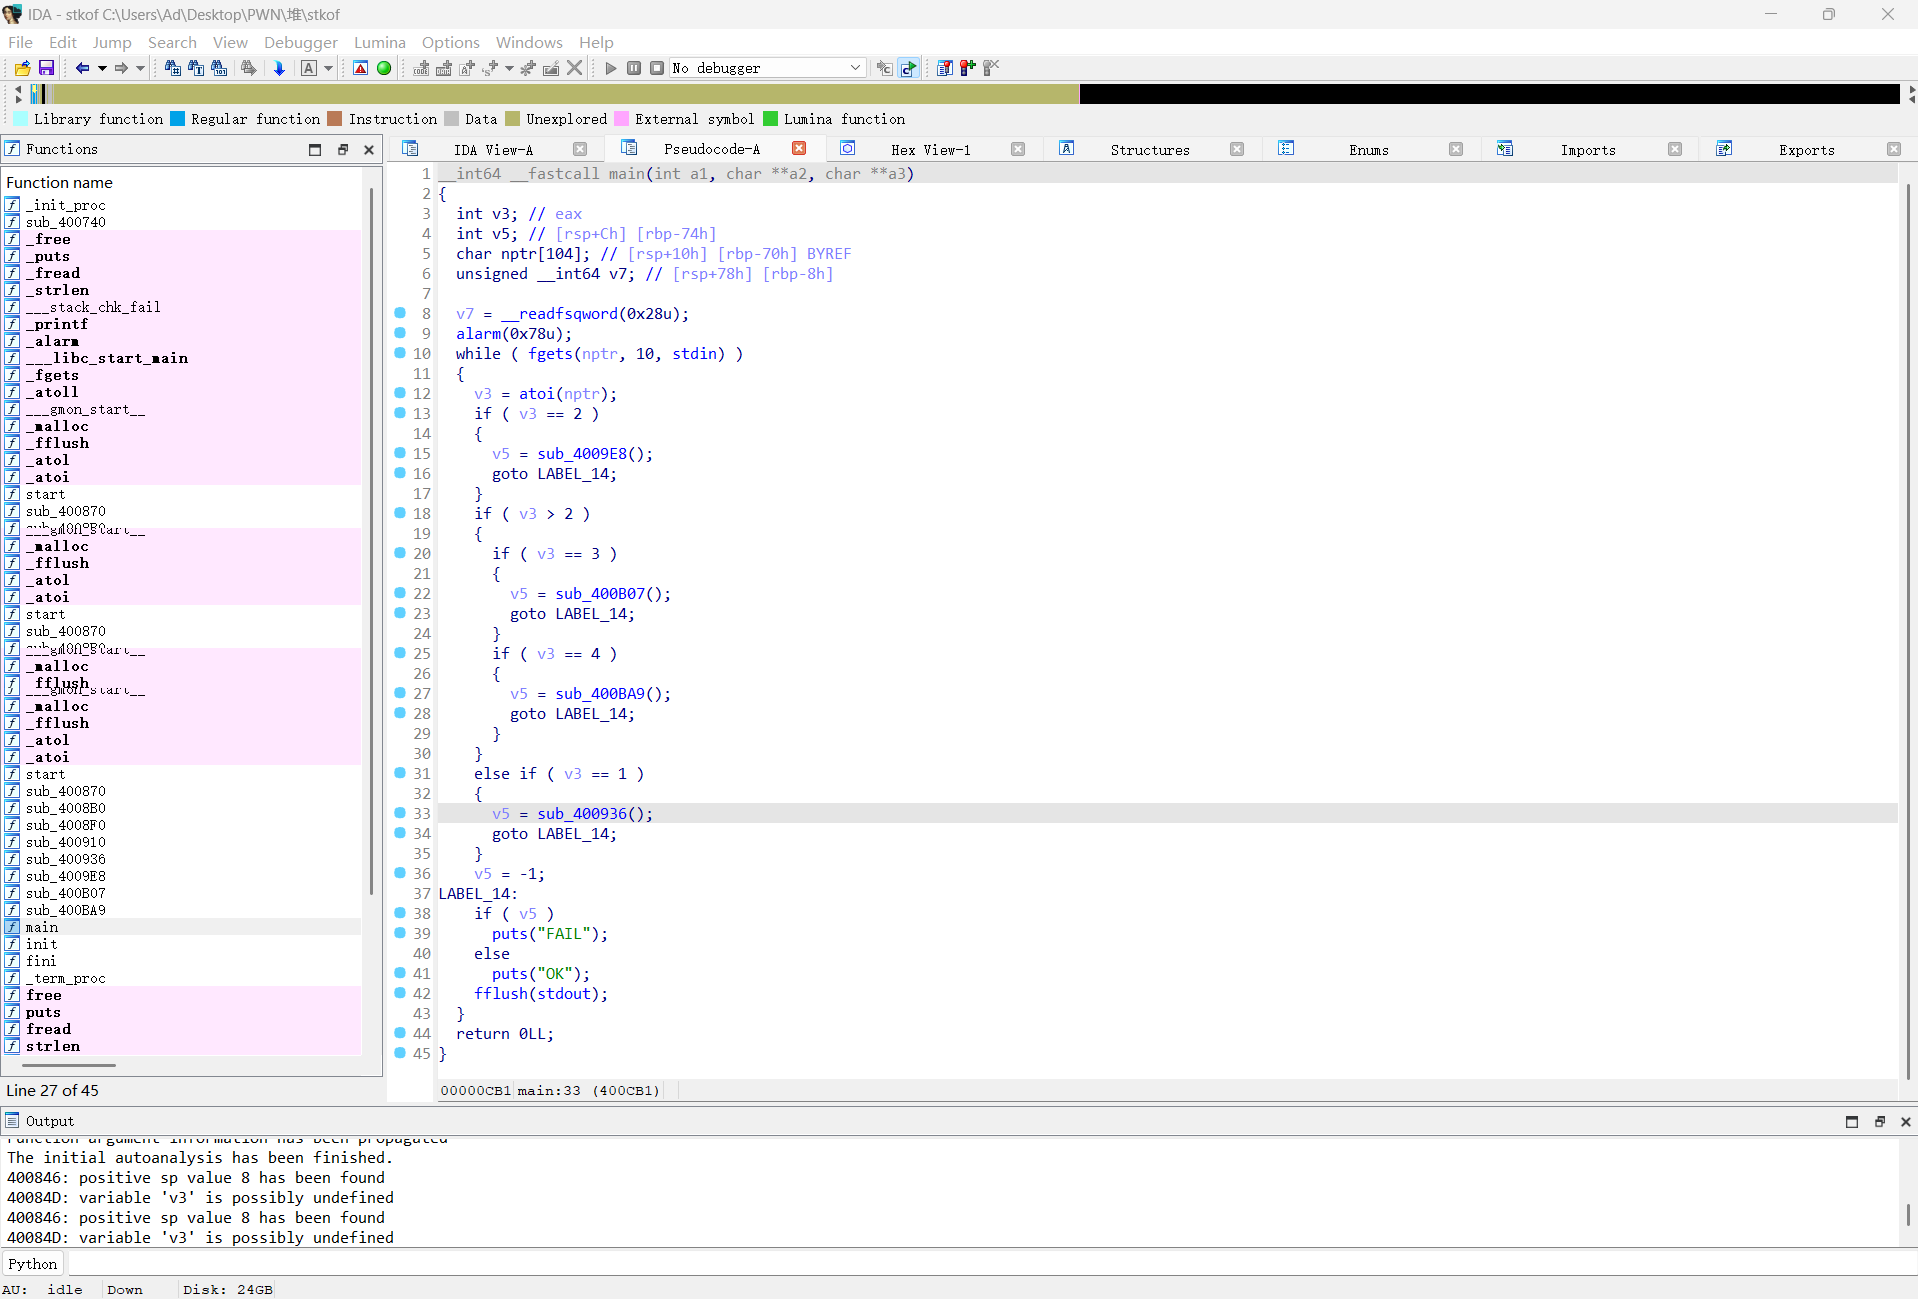 IDA - stkof C:\Users\Ad\Desktop\PWN\堆\stkof
File Edit Jump Search View Debugger Lumina Options Windows Help
No debugger
Library function Regular function Instruction Data Unexplored External symbol Lumina function
Functions
Function name
_init_proc
sub_400740
_free
_puts
_fread
_strlen
___stack_chk_fail
_printf
_alarm
___libc_start_main
_fgets
_atoll
___gmon_start__
_malloc
_fflush
_atol
_atoi
start
sub_400870
_malloc
_fflush
_atol
_atoi
start
sub_400870
_malloc
_fflush
_malloc
_fflush
_atol
_atoi
start
sub_400870
sub_4008B0
sub_4008F0
sub_400910
sub_400936
sub_4009E8
sub_400B07
sub_400BA9
main
init
fini
_term_proc
free
puts
fread
strlen
Line 27 of 45
IDA View-A Pseudocode-A Hex View-1 Structures Enums Imports Exports
1 __int64 __fastcall main(int a1, char **a2, char **a3)
2 {
3 int v3; // eax
4 int v5; // [rsp+Ch] [rbp-74h]
5 char nptr[104]; // [rsp+10h] [rbp-70h] BYREF
6 unsigned __int64 v7; // [rsp+78h] [rbp-8h]
7
8 v7 = __readfsqword(0x28u);
9 alarm(0x78u);
10 while ( fgets(nptr, 10, stdin) )
11 {
12 v3 = atoi(nptr);
13 if ( v3 == 2 )
14 {
15 v5 = sub_4009E8();
16 goto LABEL_14;
17 }
18 if ( v3 > 2 )
19 {
20 if ( v3 == 3 )
21 {
22 v5 = sub_400B07();
23 goto LABEL_14;
24 }
25 if ( v3 == 4 )
26 {
27 v5 = sub_400BA9();
28 goto LABEL_14;
29 }
30 }
31 else if ( v3 == 1 )
32 {
33 v5 = sub_400936();
34 goto LABEL_14;
35 }
36 v5 = -1;
37 LABEL_14:
38 if ( v5 )
39 puts("FAIL");
40 else
41 puts("OK");
42 fflush(stdout);
43 }
44 return 0LL;
45 }
00000CB1 main:33 (400CB1)
Output
Function argument information has been propagated
The initial autoanalysis has been finished.
400846: positive sp value 8 has been found
40084D: variable 'v3' is possibly undefined
400846: positive sp value 8 has been found
40084D: variable 'v3' is possibly undefined
Python
AU: idle Down Disk: 24GB